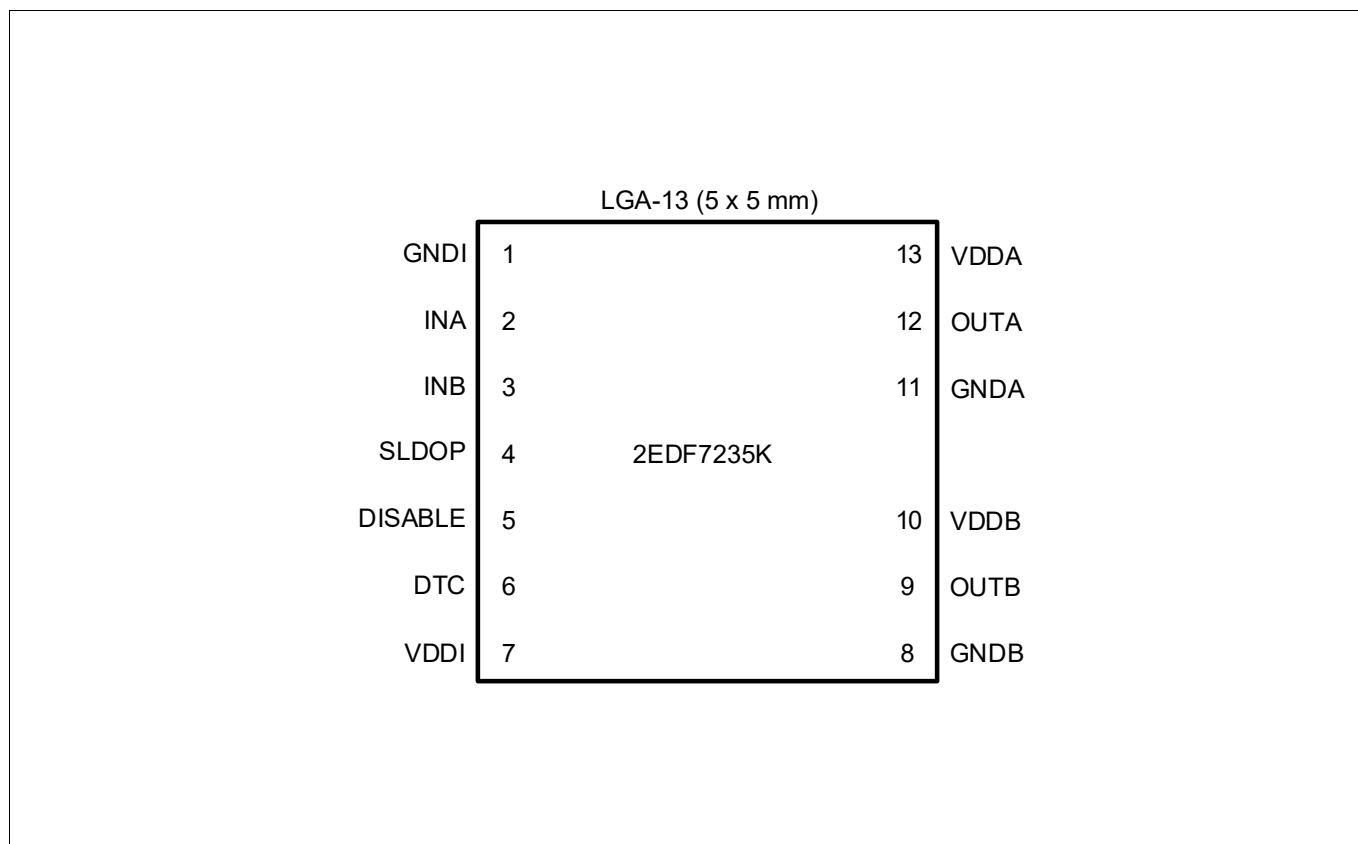 LGA-13 (5 x 5 mm)
GNDI 1 13 VDDA
INA 2 12 OUTA
INB 3 11 GNDA
SLDOP 4 2EDF7235K
DISABLE 5 10 VDDB
DTC 6 9 OUTB
VDDI 7 8 GNDB